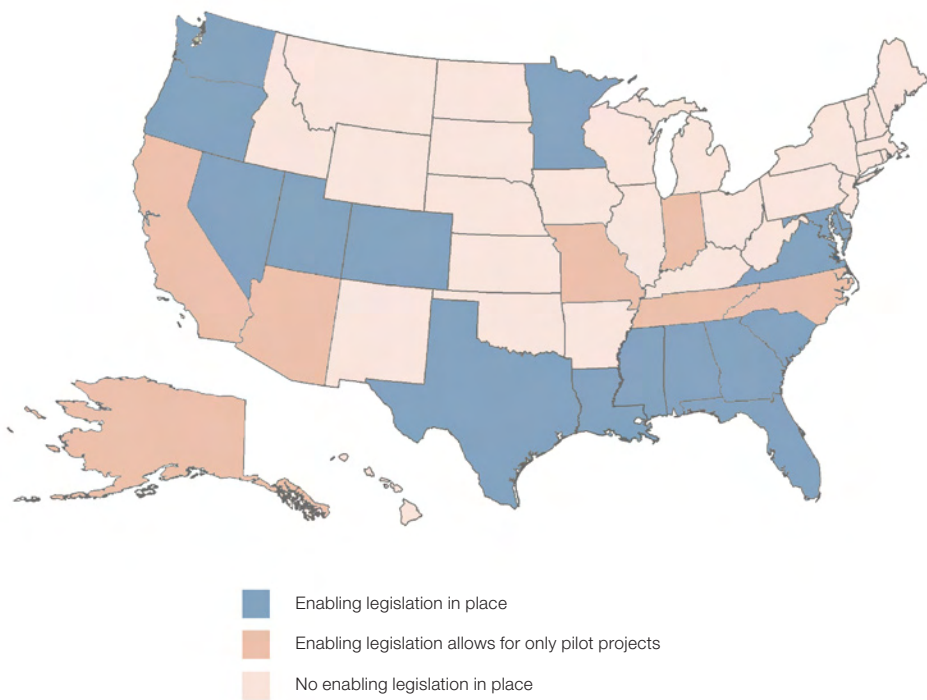 Enabling legislation in place
Enabling legislation allows for only pilot projects
No enabling legislation in place